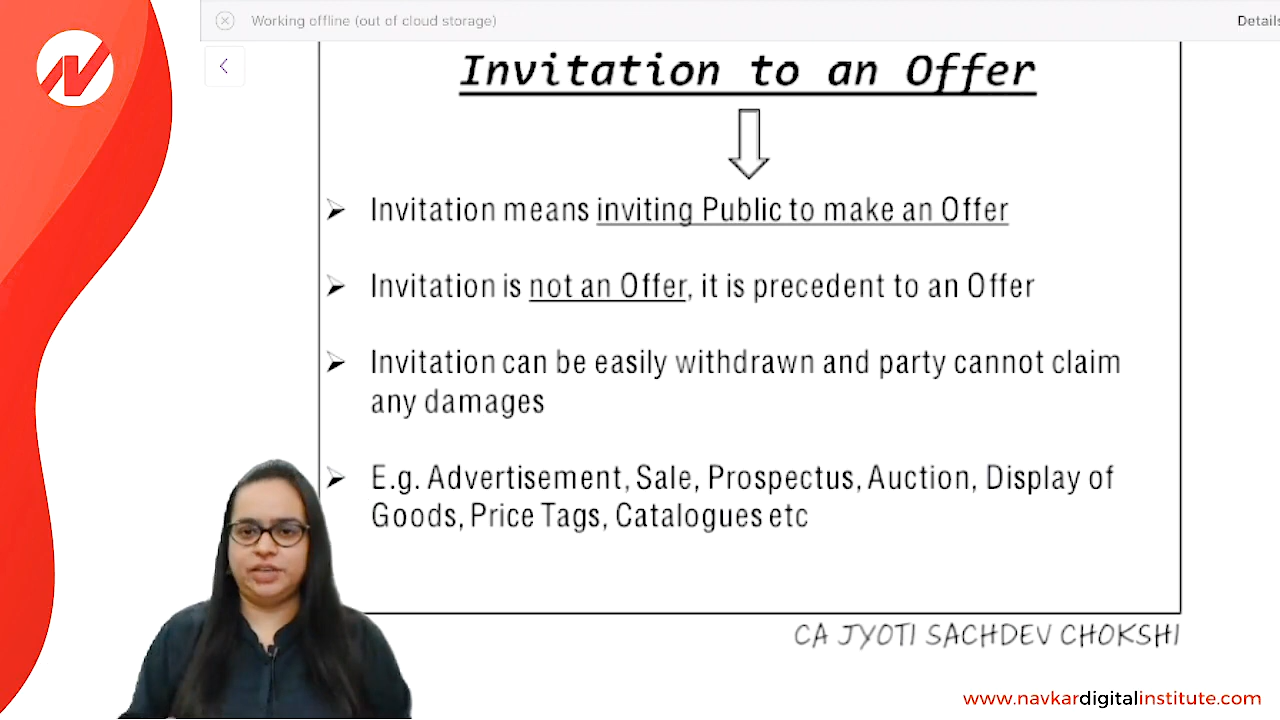 Working offline (out of cloud storage)
Details
Invitation to an Offer
Invitation means inviting Public to make an Offer
Invitation is not an Offer, it is precedent to an Offer
Invitation can be easily withdrawn and party cannot claim
any damages
E.g. Advertisement, Sale, Prospectus, Auction, Display of
Goods, Price Tags, Catalogues etc
CA JYOTI SACHDEV CHOKSHI
www.navkardigitalinstitute.com